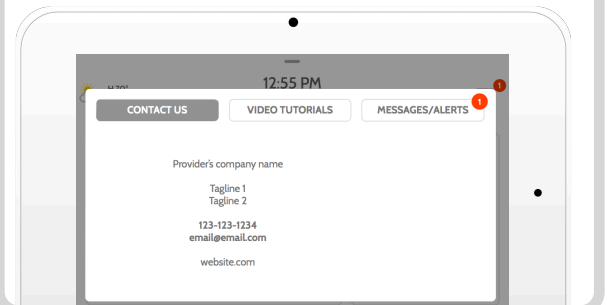 12:55 PM
1
CONTACT US
VIDEO TUTORIALS
MESSAGES/ALERTS
1
Provider's company name
Tagline 1
Tagline 2
123-123-1234
email@email.com
website.com